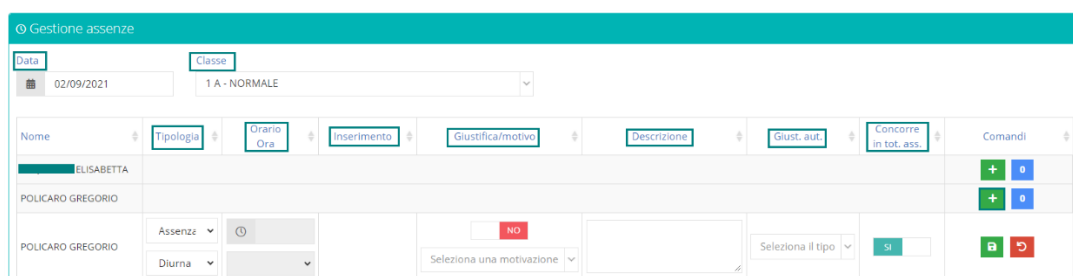 Gestione assenze
Data Classe
02/09/2021 1 A - NORMALE
Nome Tipologia Orario Ora Inserimento Giustifica/motivo Descrizione Giust. aut. Concorre in tot. ass. Comandi
ELISABETTA + 0
POLICARO GREGORIO + 0
POLICARO GREGORIO Assenza NO Seleziona il tipo SI
Diurna Seleziona una motivazione